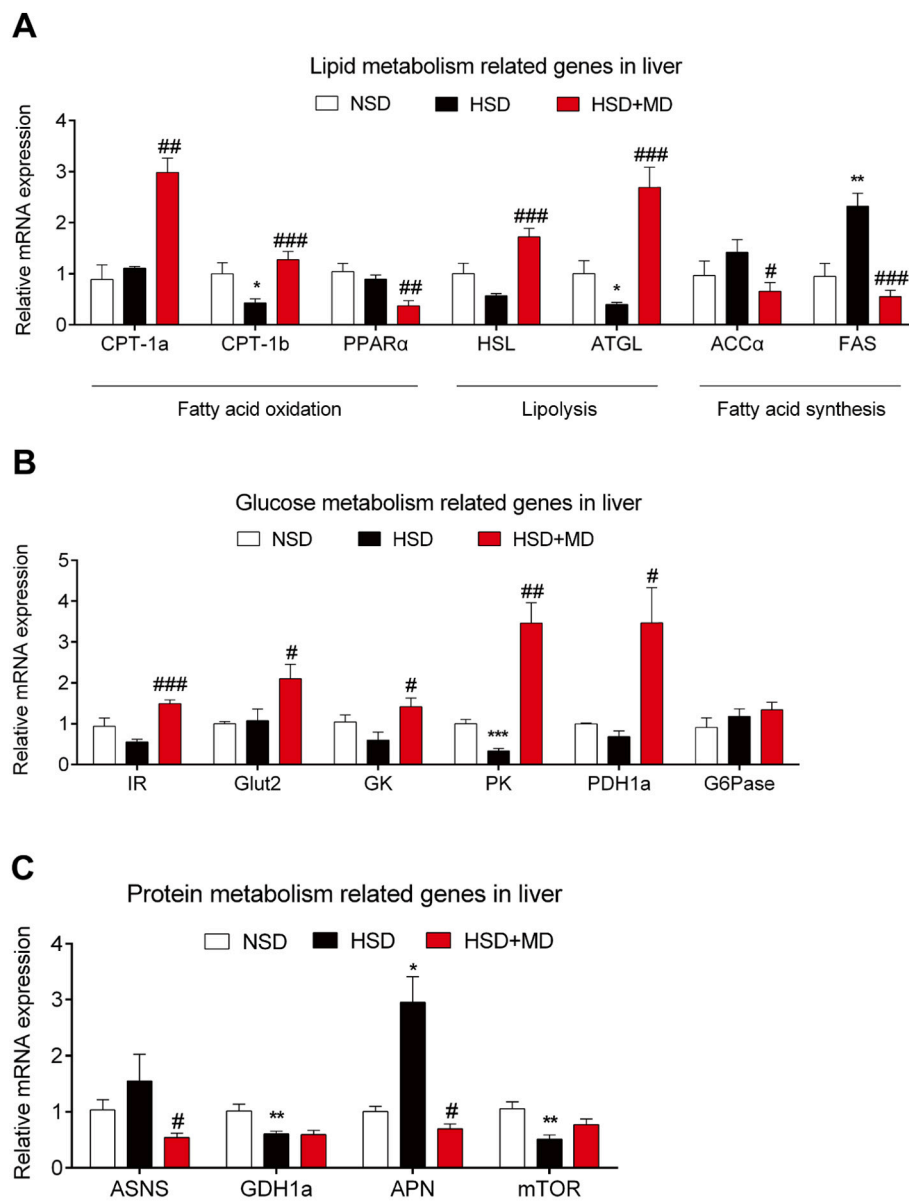 A
Lipid metabolism related genes in liver
NSD HSD HSD+MD
Relative mRNA expression
4
3
2
1
0
## * ### ## ### * ### # ** ###
CPT-1a CPT-1b PPARα HSL ATGL ACCα FAS
Fatty acid oxidation Lipolysis Fatty acid synthesis
B
Glucose metabolism related genes in liver
NSD HSD HSD+MD
Relative mRNA expression
5
4
3
2
1
0
### # # *** ## #
IR Glut2 GK PK PDH1a G6Pase
C
Protein metabolism related genes in liver
NSD HSD HSD+MD
Relative mRNA expression
4
3
2
1
0
# ** * # **
ASNS GDH1a APN mTOR